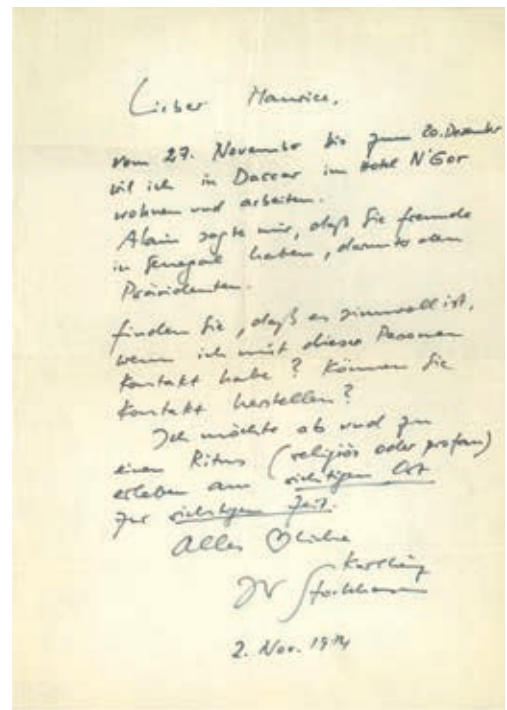 Lieber Maurice,
vom 27. November bis zum 20. Dezember
will ich in Daccar im Hotel N'Gor
wohnen und arbeiten.
Alain sagte mir, daß Sie Freunde
in Senegal haben, darunter den
Präsidenten.
Finden Sie, daß es sinnvoll ist,
wenn ich mit diesen Personen
Kontakt habe? Können Sie
Kontakt herstellen?
Ich möchte ab und zu
einen Ritus (religiös oder profan)
erleben am richtigen Ort
zur richtigen Zeit.
Alles ♡liche
Ihr Karlheinz
Stockhausen
2. Nov. 1974